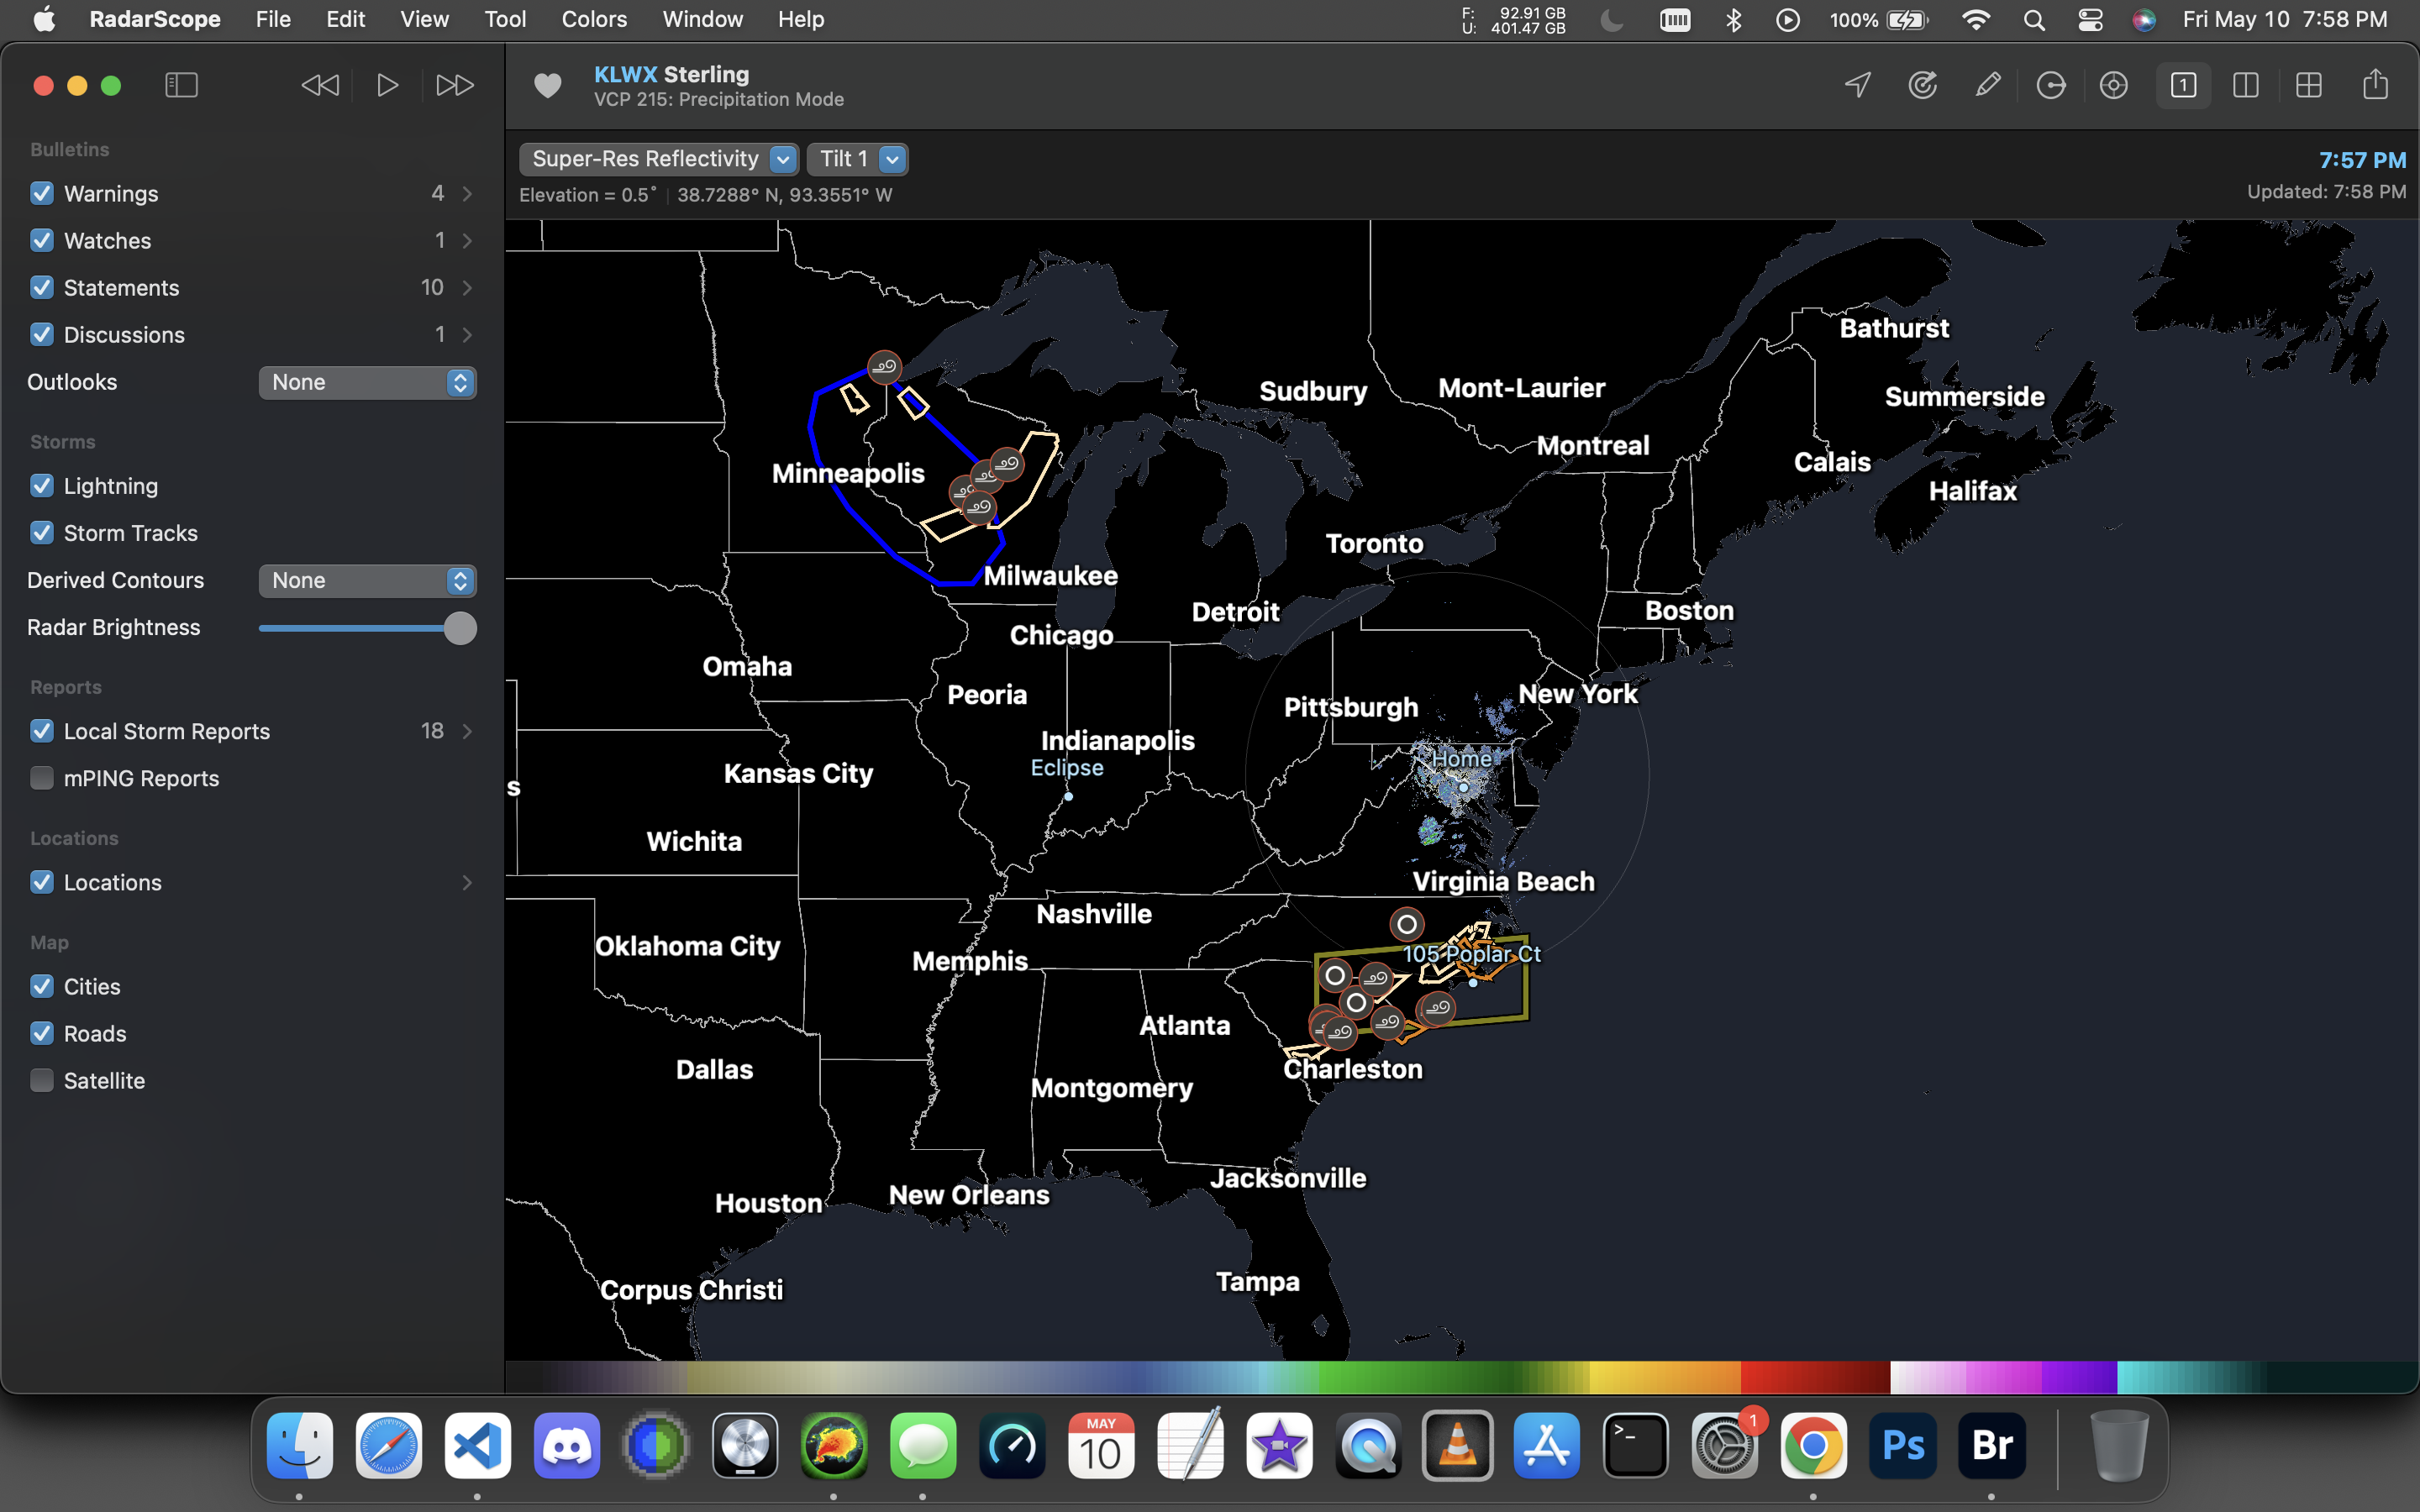 RadarScope File Edit View Tool Colors Window Help
F: 92.91 GB
U: 401.47 GB
100%
Fri May 10 7:58 PM
KLWX Sterling
VCP 215: Precipitation Mode
1
Super-Res Reflectivity
Tilt 1
Elevation = 0.5° | 38.7288° N, 93.3551° W
7:57 PM
Updated: 7:58 PM
Bulletins
Warnings 4
Watches 1
Statements 10
Discussions 1
Outlooks None
Storms
Lightning
Storm Tracks
Derived Contours None
Radar Brightness
Reports
Local Storm Reports 18
mPING Reports
Locations
Locations
Map
Cities
Roads
Satellite
Bathurst
Sudbury
Mont-Laurier
Summerside
Montreal
Calais
Minneapolis
Halifax
Toronto
Milwaukee
Detroit
Boston
Chicago
Omaha
Peoria
Pittsburgh
New York
Indianapolis
Home
Eclipse
Kansas City
s
Wichita
Virginia Beach
Nashville
Oklahoma City
105 Poplar Ct
Memphis
Atlanta
Dallas
Charleston
Montgomery
Jacksonville
New Orleans
Houston
Tampa
Corpus Christi
MAY
10
>_
1
Ps
Br